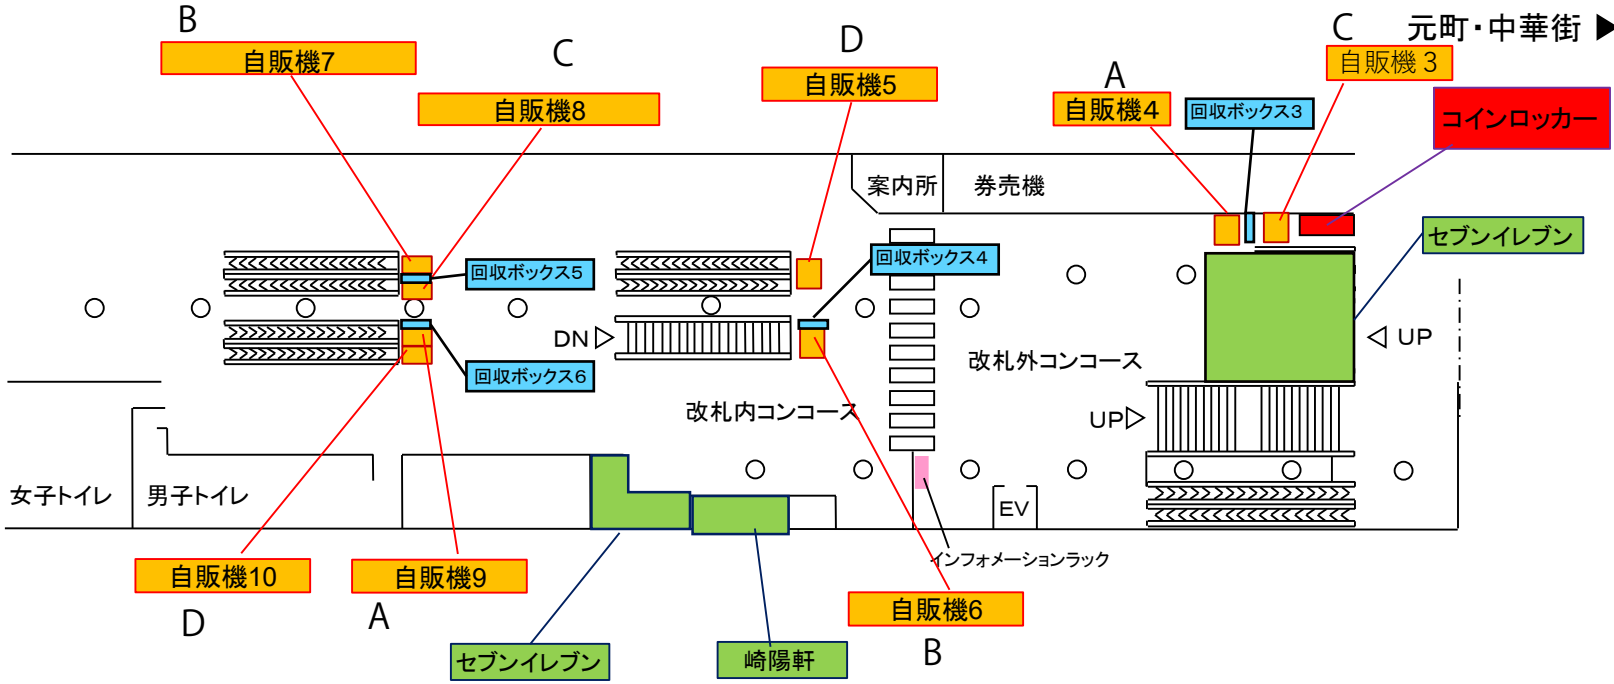 B
C
D
A
C
元町・中華街 ▶
自販機7
自販機8
自販機5
自販機4
回収ボックス3
自販機３
コインロッカー
案内所
券売機
セブンイレブン
回収ボックス5
回収ボックス4
DN
改札外コンコース
UP
回収ボックス6
改札内コンコース
UP
女子トイレ
男子トイレ
EV
インフォメーションラック
自販機10
自販機9
自販機6
D
A
B
セブンイレブン
崎陽軒